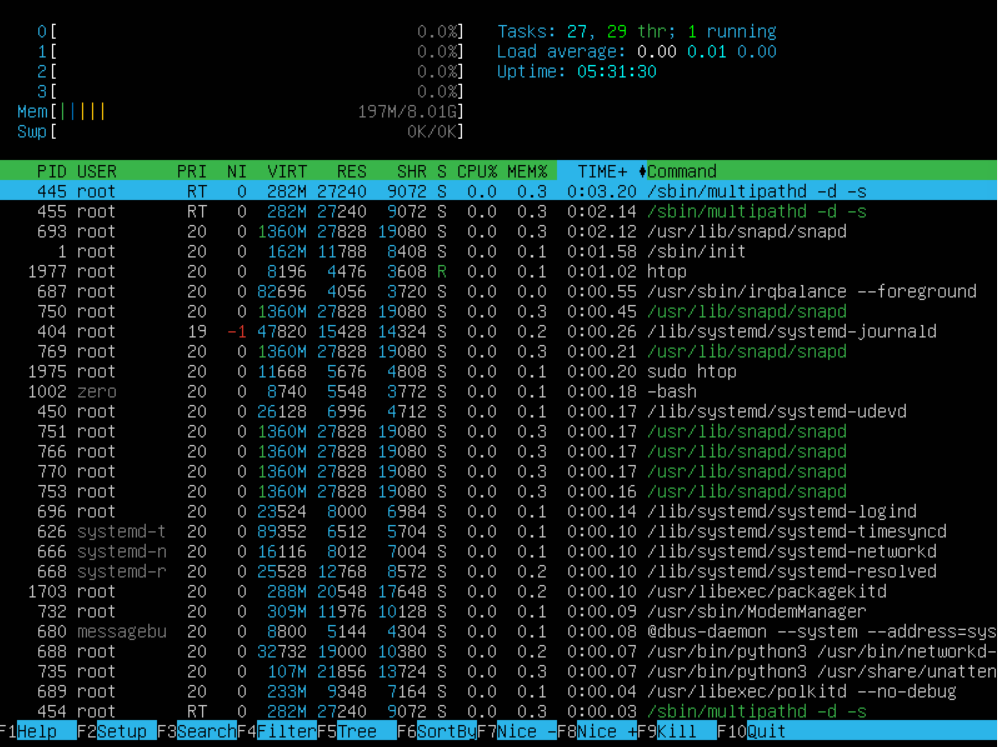 0[ 0.0%] Tasks: 27, 29 thr; 1 running
1[ 0.0%] Load average: 0.00 0.01 0.00
2[ 0.0%] Uptime: 05:31:30
3[ 0.0%]
Mem[||||| 197M/8.01G]
Swp[ 0K/0K]
PID USER PRI NI VIRT RES SHR S CPU% MEM% TIME+ ♦Command
445 root RT 0 282M 27240 9072 S 0.0 0.3 0:03.20 /sbin/multipathd -d -s
455 root RT 0 282M 27240 9072 S 0.0 0.3 0:02.14 /sbin/multipathd -d -s
693 root 20 0 1360M 27828 19080 S 0.0 0.3 0:02.12 /usr/lib/snapd/snapd
1 root 20 0 162M 11788 8408 S 0.0 0.1 0:01.58 /sbin/init
1977 root 20 0 8196 4476 3608 R 0.0 0.1 0:01.02 htop
687 root 20 0 82696 4056 3720 S 0.0 0.0 0:00.55 /usr/sbin/irqbalance --foreground
750 root 20 0 1360M 27828 19080 S 0.0 0.3 0:00.45 /usr/lib/snapd/snapd
404 root 19 -1 47820 15428 14324 S 0.0 0.2 0:00.26 /lib/systemd/systemd-journald
769 root 20 0 1360M 27828 19080 S 0.0 0.3 0:00.21 /usr/lib/snapd/snapd
1975 root 20 0 11668 5676 4808 S 0.0 0.1 0:00.20 sudo htop
1002 zero 20 0 8740 5548 3772 S 0.0 0.1 0:00.18 -bash
450 root 20 0 26128 6996 4712 S 0.0 0.1 0:00.17 /lib/systemd/systemd-udevd
751 root 20 0 1360M 27828 19080 S 0.0 0.3 0:00.17 /usr/lib/snapd/snapd
766 root 20 0 1360M 27828 19080 S 0.0 0.3 0:00.17 /usr/lib/snapd/snapd
770 root 20 0 1360M 27828 19080 S 0.0 0.3 0:00.17 /usr/lib/snapd/snapd
753 root 20 0 1360M 27828 19080 S 0.0 0.3 0:00.16 /usr/lib/snapd/snapd
696 root 20 0 23524 8000 6984 S 0.0 0.1 0:00.14 /lib/systemd/systemd-logind
626 systemd-t 20 0 89352 6512 5704 S 0.0 0.1 0:00.10 /lib/systemd/systemd-timesyncd
666 systemd-n 20 0 16116 8012 7004 S 0.0 0.1 0:00.10 /lib/systemd/systemd-networkd
668 systemd-r 20 0 25528 12768 8572 S 0.0 0.2 0:00.10 /lib/systemd/systemd-resolved
1703 root 20 0 288M 20548 17648 S 0.0 0.2 0:00.10 /usr/libexec/packagekitd
732 root 20 0 309M 11976 10128 S 0.0 0.1 0:00.09 /usr/sbin/ModemManager
680 messagebu 20 0 8800 5144 4304 S 0.0 0.1 0:00.08 @dbus-daemon --system --address=sys
688 root 20 0 32732 19000 10380 S 0.0 0.2 0:00.07 /usr/bin/python3 /usr/bin/networkd-
735 root 20 0 107M 21856 13724 S 0.0 0.3 0:00.07 /usr/bin/python3 /usr/share/unatten
689 root 20 0 233M 9348 7164 S 0.0 0.1 0:00.04 /usr/libexec/polkitd --no-debug
454 root RT 0 282M 27240 9072 S 0.0 0.3 0:00.03 /sbin/multipathd -d -s
F1Help F2Setup F3SearchF4FilterF5Tree F6SortByF7Nice -F8Nice +F9Kill F10Quit